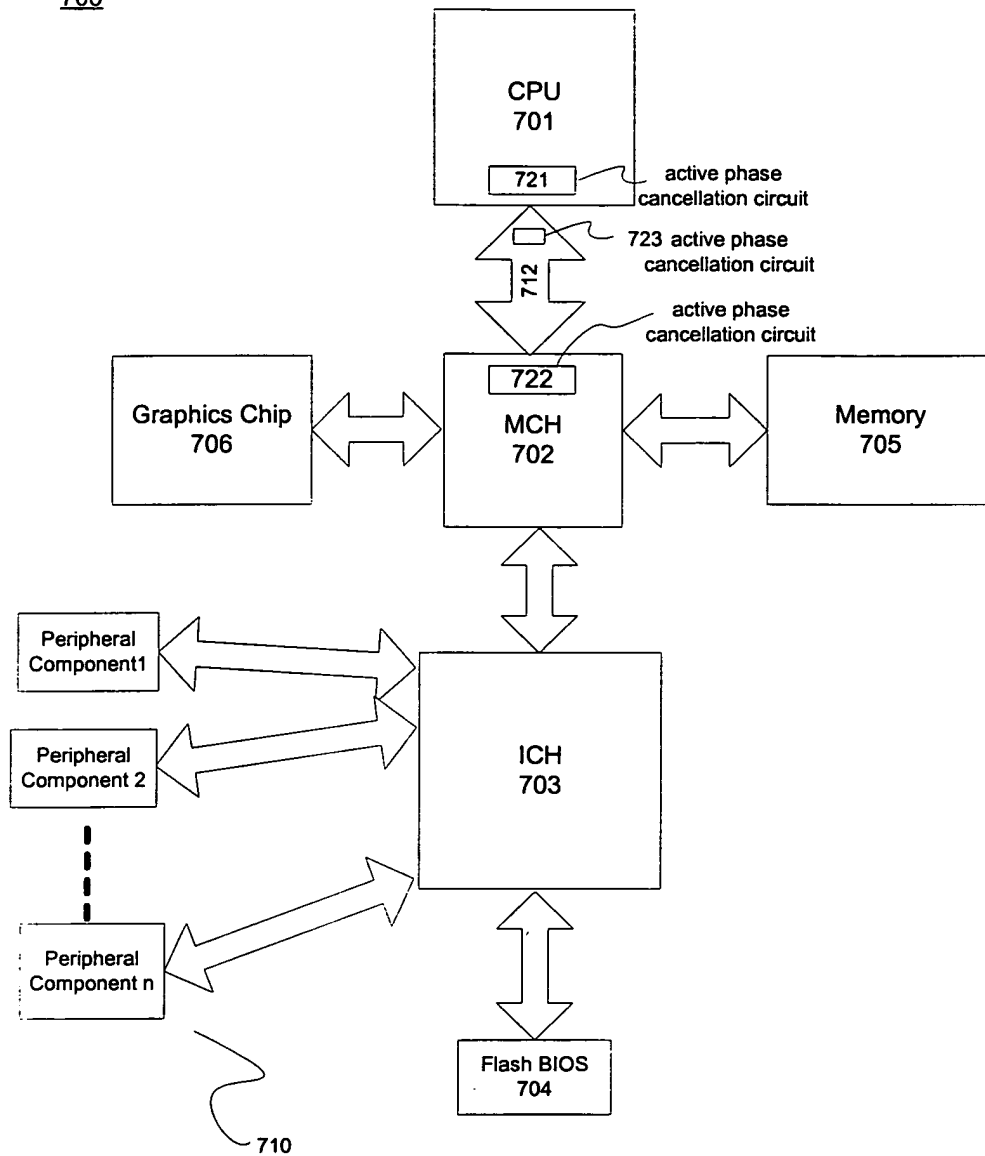 700
CPU
701
721
active phase
cancellation circuit
723 active phase
cancellation circuit
712
active phase
cancellation circuit
722
MCH
702
Graphics Chip
706
Memory
705
Peripheral
Component1
Peripheral
Component 2
ICH
703
Peripheral
Component n
Flash BIOS
704
710